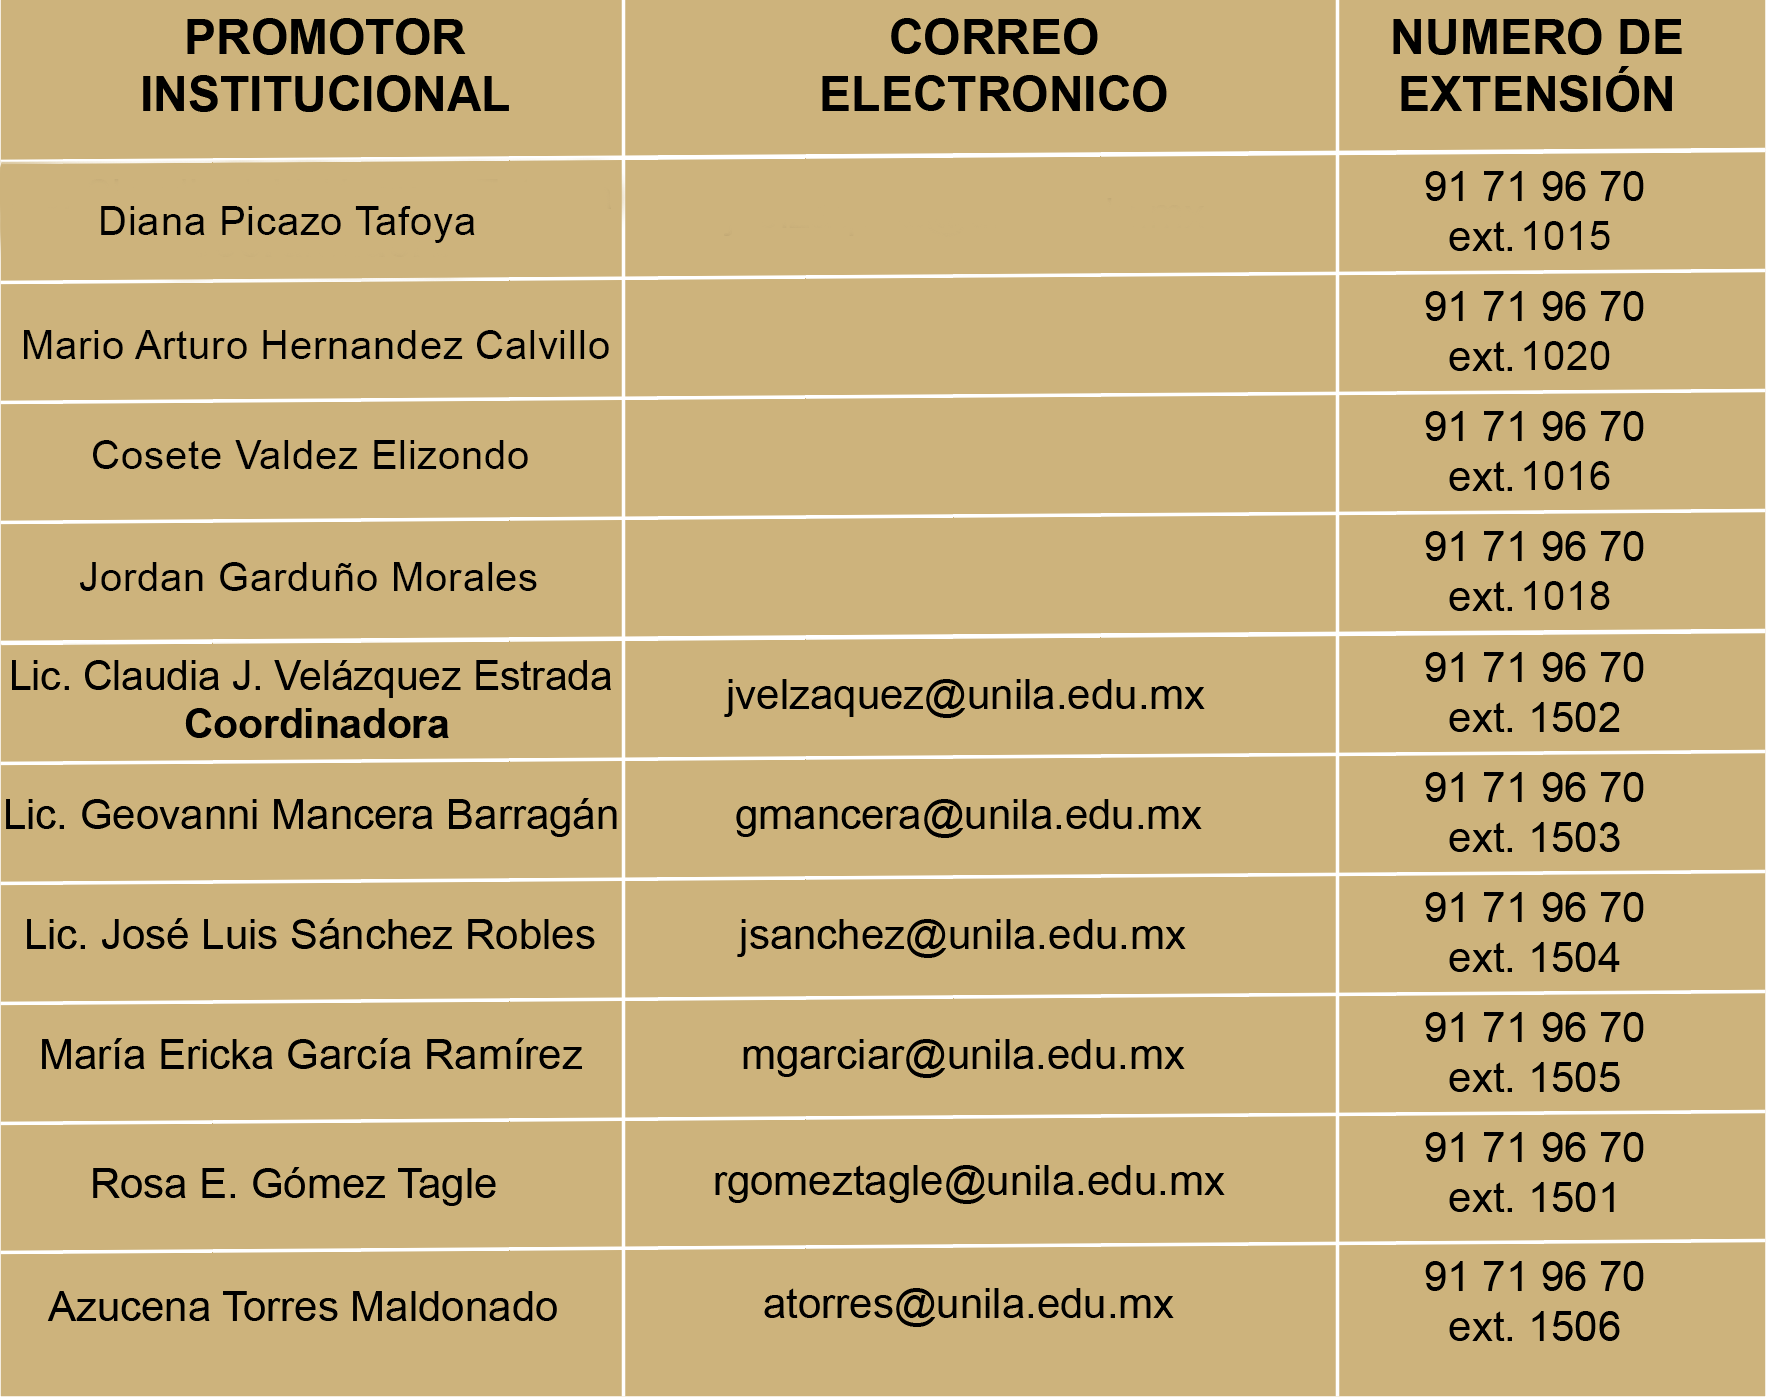 PROMOTOR
INSTITUCIONAL
CORREO
ELECTRONICO
NUMERO DE
EXTENSIÓN
Diana Picazo Tafoya
91 71 96 70
ext. 1015
Mario Arturo Hernandez Calvillo
91 71 96 70
ext. 1020
Cosete Valdez Elizondo
91 71 96 70
ext. 1016
Jordan Garduño Morales
91 71 96 70
ext. 1018
Lic. Claudia J. Velázquez Estrada
Coordinadora
jvelzaquez@unila.edu.mx
91 71 96 70
ext. 1502
Lic. Geovanni Mancera Barragán
gmancera@unila.edu.mx
91 71 96 70
ext. 1503
Lic. José Luis Sánchez Robles
jsanchez@unila.edu.mx
91 71 96 70
ext. 1504
María Ericka García Ramírez
mgarciar@unila.edu.mx
91 71 96 70
ext. 1505
Rosa E. Gómez Tagle
rgomeztagle@unila.edu.mx
91 71 96 70
ext. 1501
Azucena Torres Maldonado
atorres@unila.edu.mx
91 71 96 70
ext. 1506